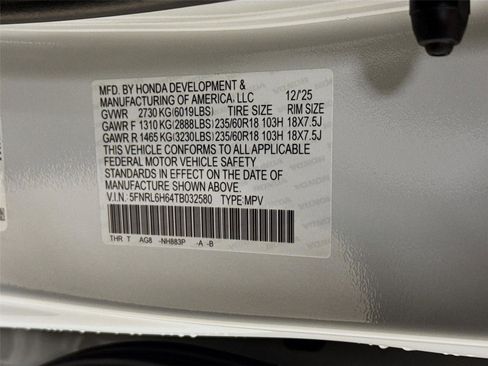 MFD. BY HONDA DEVELOPMENT &
MANUFACTURING OF AMERICA, LLC 12/'25
GVWR 2730 KG(6019LBS) TIRE SIZE RIM SIZE
GAWR F 1310 KG(2888LBS) 235/60R18 103H 18X7.5J
GAWR R 1465 KG(3230LBS) 235/60R18 103H 18X7.5J
THIS VEHICLE CONFORMS TO ALL APPLICABLE
FEDERAL MOTOR VEHICLE SAFETY
STANDARDS IN EFFECT ON THE DATE OF
MANUFACTURE SHOWN ABOVE.
V.I.N. 5FNRL6H64TB032580 TYPE MPV
THR T AG8 -NH883P -A -B